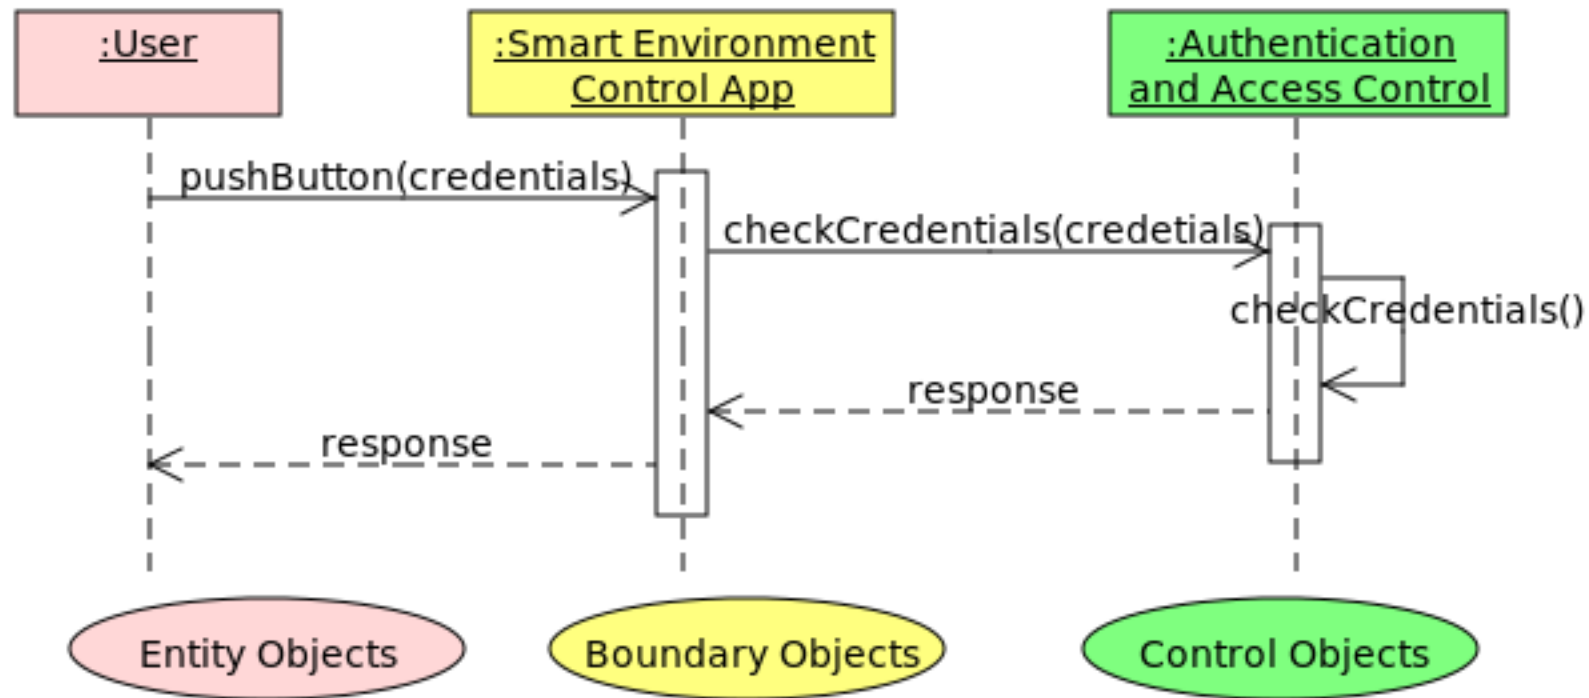 :User
:Smart Environment
Control App
:Authentication
and Access Control
pushButton(credentials)
checkCredentials(credetials)
checkCredentials()
response
response
Entity Objects
Boundary Objects
Control Objects